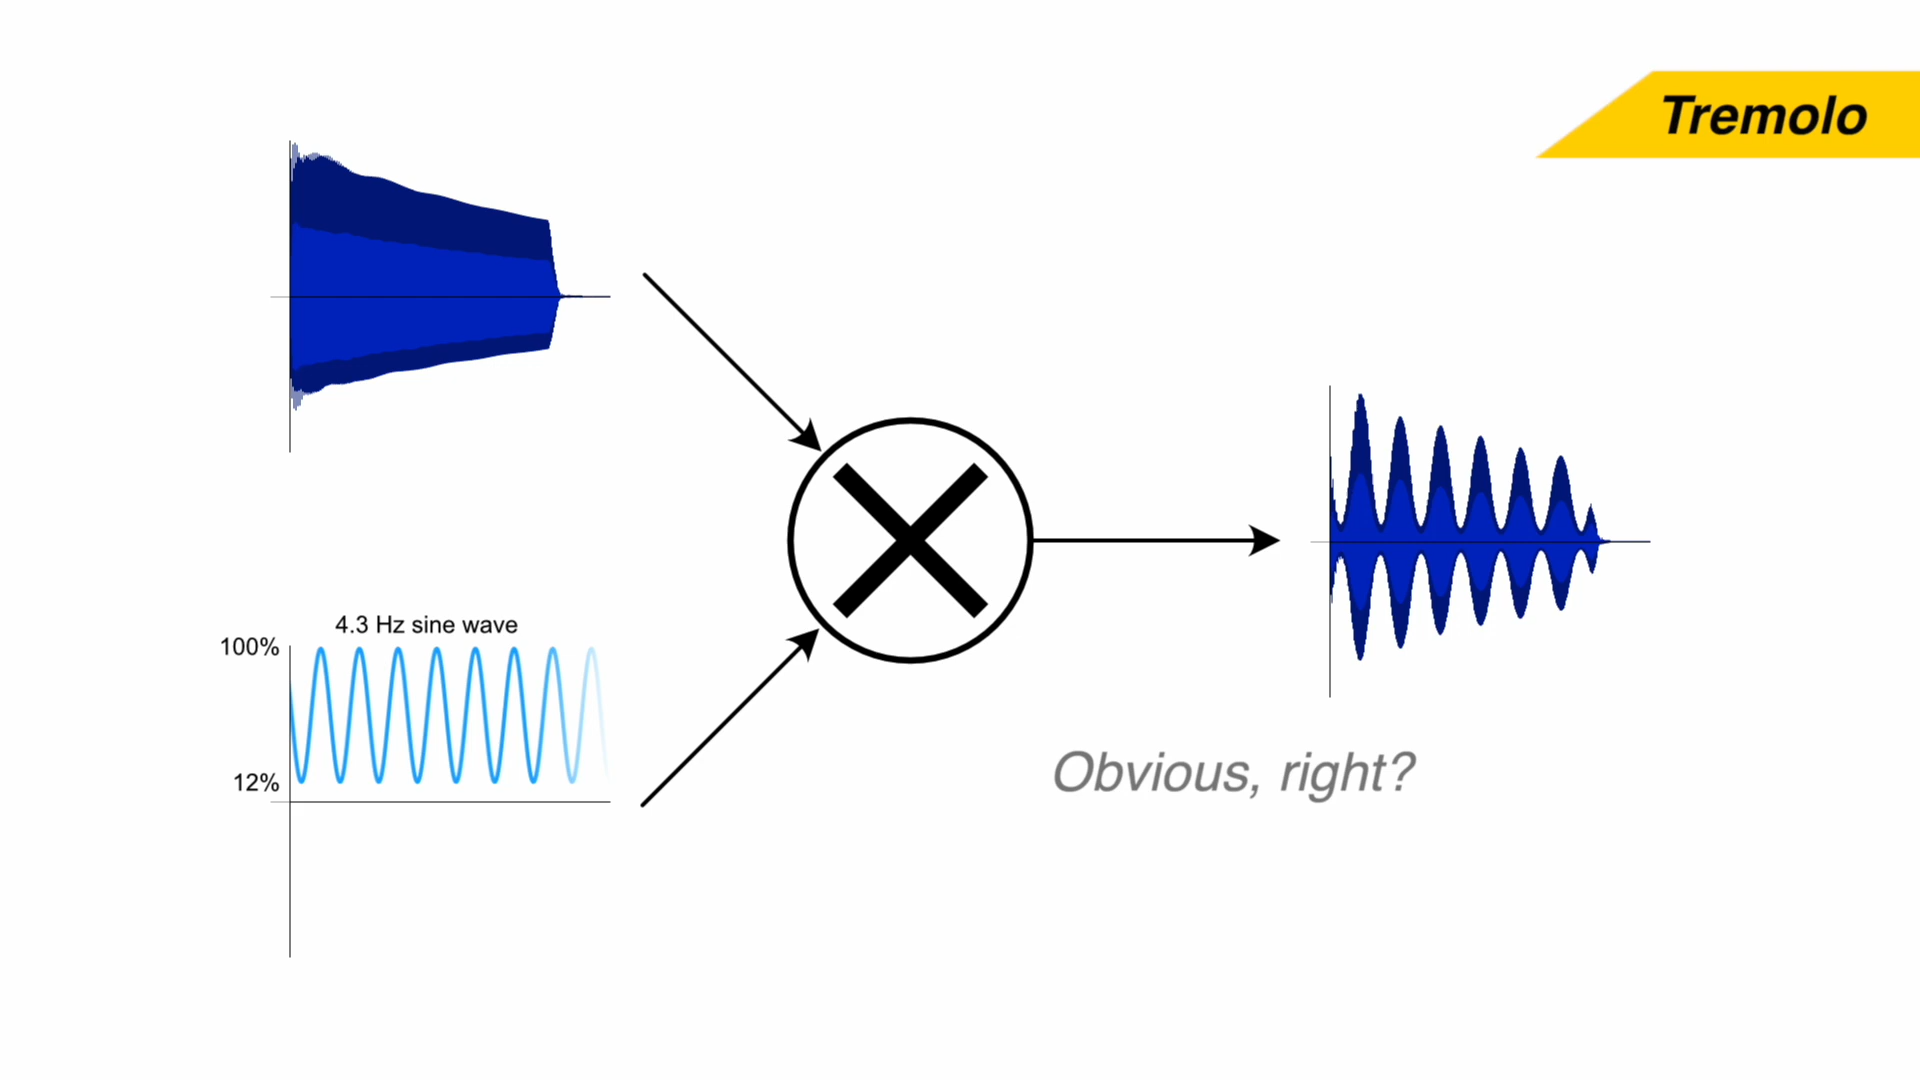 Tremolo
4.3 Hz sine wave
100%
12%
Obvious, right?